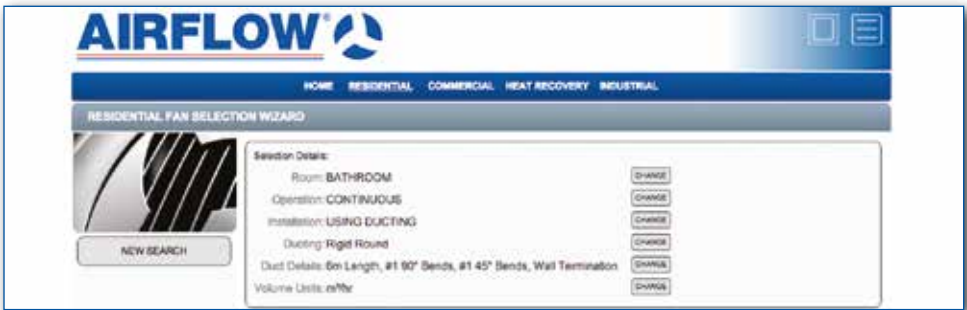 AIRFLOW
HOME RESIDENTIAL COMMERCIAL HEAT RECOVERY INDUSTRIAL
RESIDENTIAL FAN SELECTION WIZARD
Selection Details:
Room: BATHROOM CHANGE
Operation: CONTINUOUS CHANGE
Installation: USING DUCTING CHANGE
Ducting: Rigid Round CHANGE
Duct Details: 6m Length, #1 90° Bends, #1 45° Bends, Wall Termination CHANGE
Volume Units: m³/hr CHANGE
NEW SEARCH